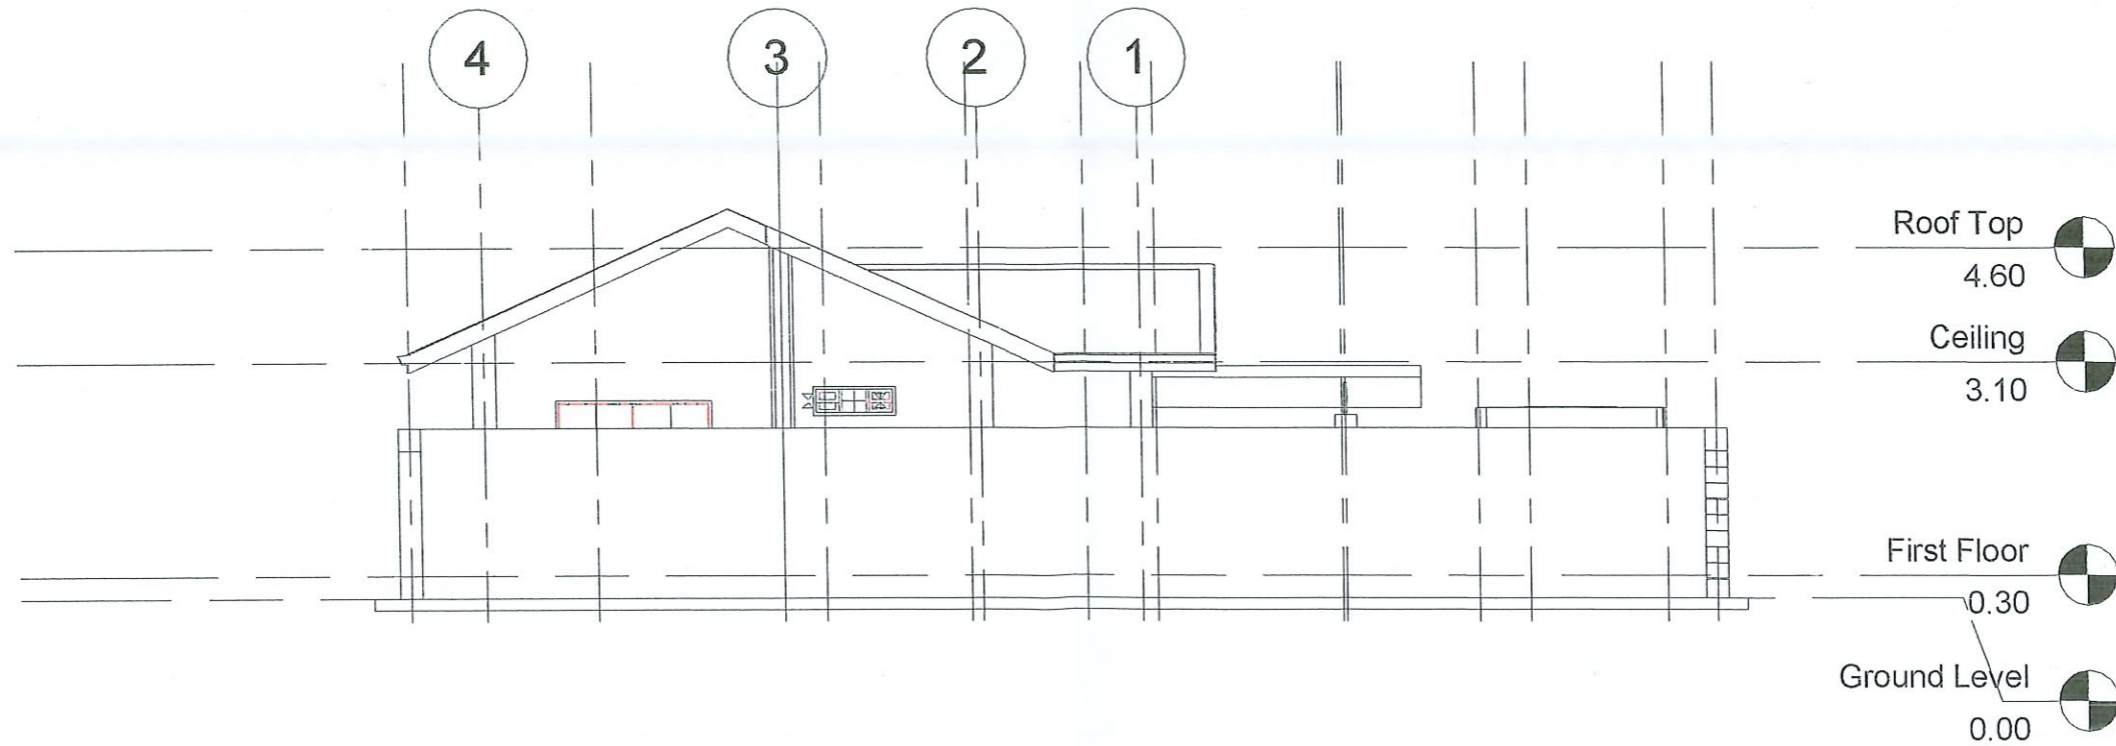 4
3
2
1
Roof Top
4.60
Ceiling
3.10
First Floor
0.30
Ground Level
0.00